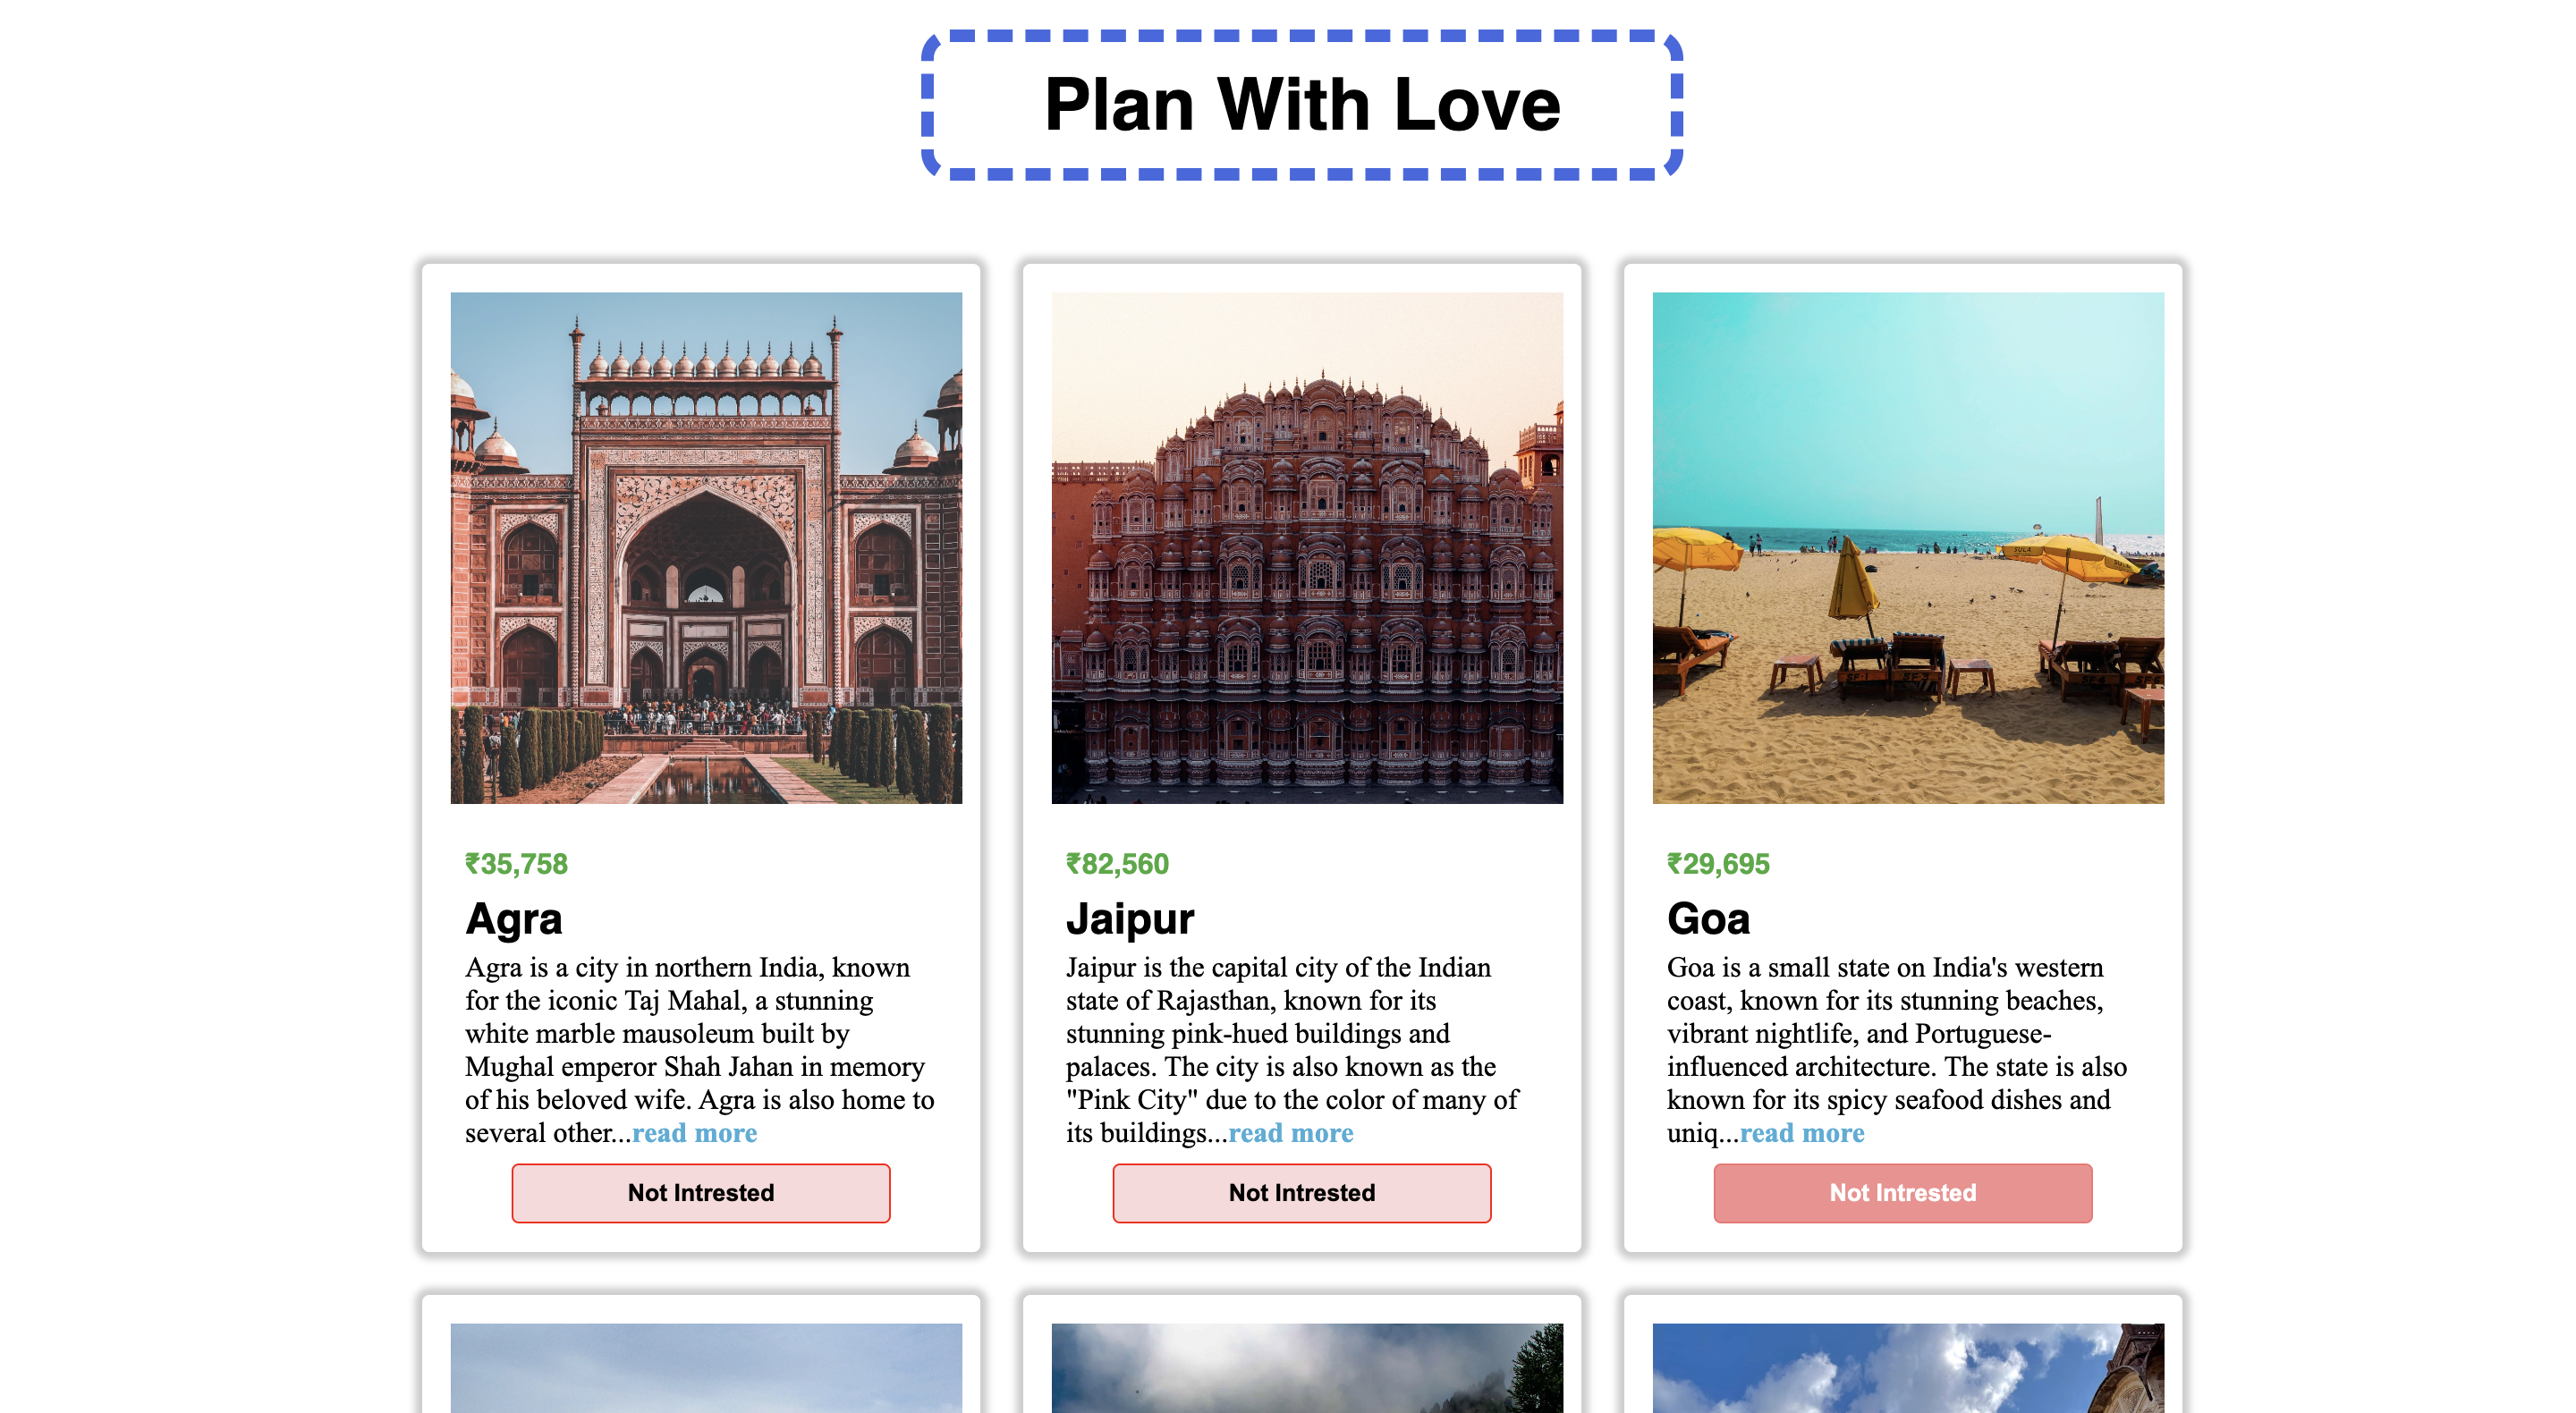 Plan With Love
₹35,758
Agra
Agra is a city in northern India, known
for the iconic Taj Mahal, a stunning
white marble mausoleum built by
Mughal emperor Shah Jahan in memory
of his beloved wife. Agra is also home to
several other...read more
Not Intrested
₹82,560
Jaipur
Jaipur is the capital city of the Indian
state of Rajasthan, known for its
stunning pink-hued buildings and
palaces. The city is also known as the
"Pink City" due to the color of many of
its buildings...read more
Not Intrested
SULA
₹29,695
Goa
Goa is a small state on India's western
coast, known for its stunning beaches,
vibrant nightlife, and Portuguese-
influenced architecture. The state is also
known for its spicy seafood dishes and
uniq...read more
Not Intrested